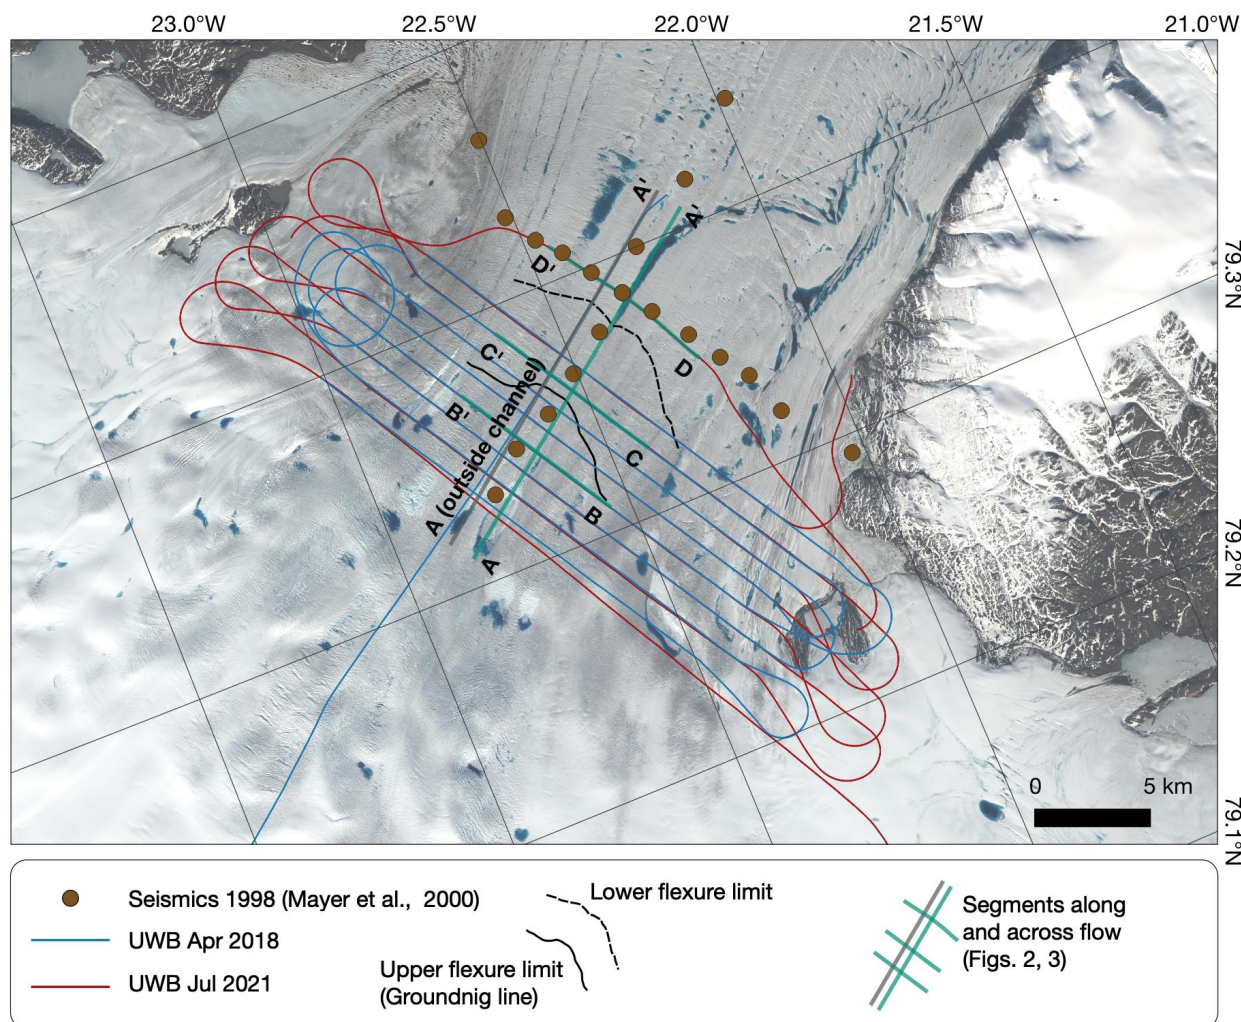 23.0°W 22.5°W 22.0°W 21.5°W 21.0°W
A'
A'
D'
79.3°N
C'
D
B'
C
A (outside channel)
B
79.2°N
A
0 5 km
79.1°N
Seismics 1998 (Mayer et al., 2000)
UWB Apr 2018
UWB Jul 2021
Lower flexure limit
Upper flexure limit
(Groundnig line)
Segments along
and across flow
(Figs. 2, 3)